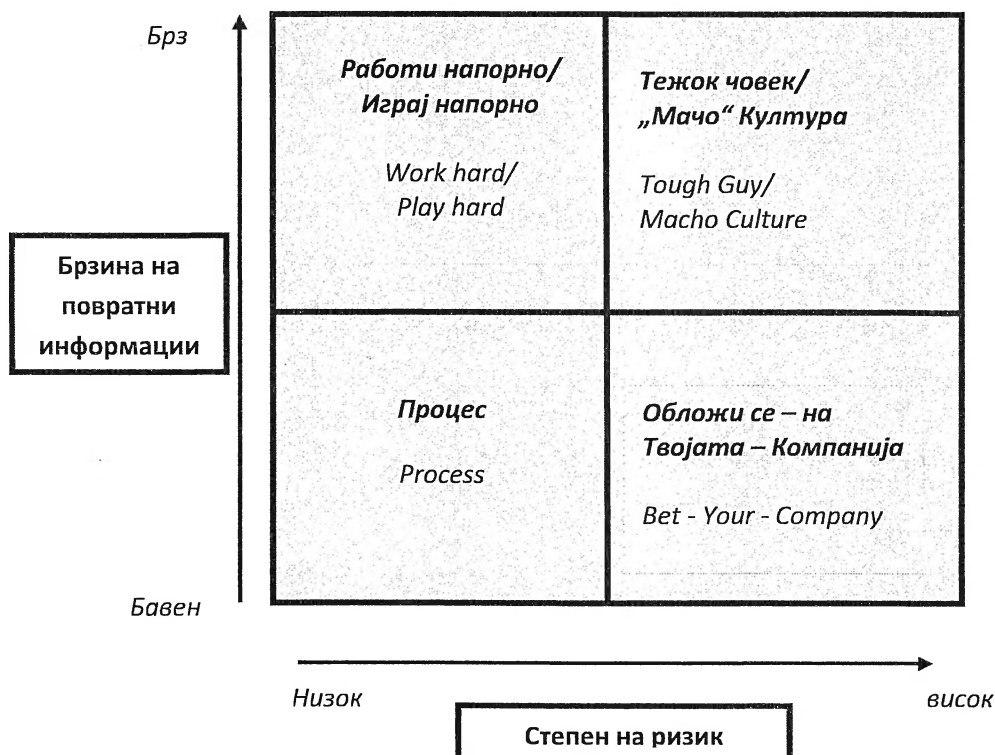 Брз
Работи напорно/
Играј напорно
Work hard/
Play hard
Тежок човек/
„Мачо“ Култура
Tough Guy/
Macho Culture
Брзина на
повратни
информации
Процес
Process
Обложи се – на
Твојата – Компанија
Bet - Your - Company
Бавен
Низок
висок
Степен на ризик